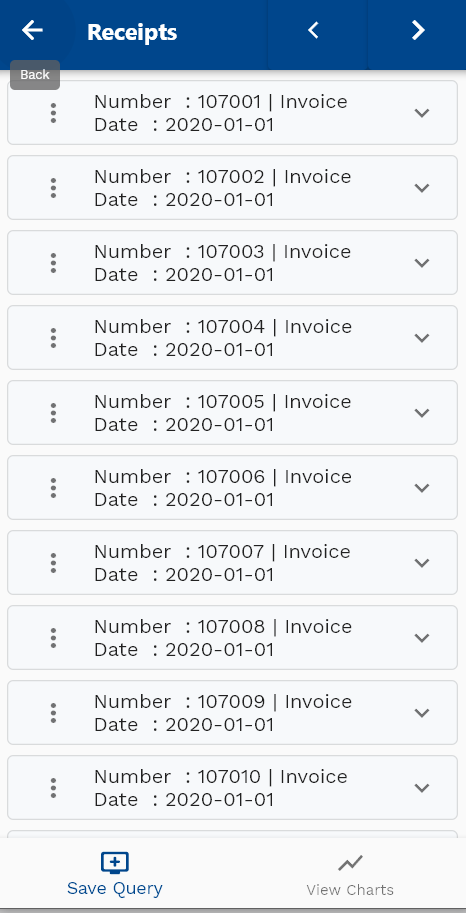 Receipts
Back
Number : 107001 | Invoice
Date : 2020-01-01
Number : 107002 | Invoice
Date : 2020-01-01
Number : 107003 | Invoice
Date : 2020-01-01
Number : 107004 | Invoice
Date : 2020-01-01
Number : 107005 | Invoice
Date : 2020-01-01
Number : 107006 | Invoice
Date : 2020-01-01
Number : 107007 | Invoice
Date : 2020-01-01
Number : 107008 | Invoice
Date : 2020-01-01
Number : 107009 | Invoice
Date : 2020-01-01
Number : 107010 | Invoice
Date : 2020-01-01
Save Query
View Charts